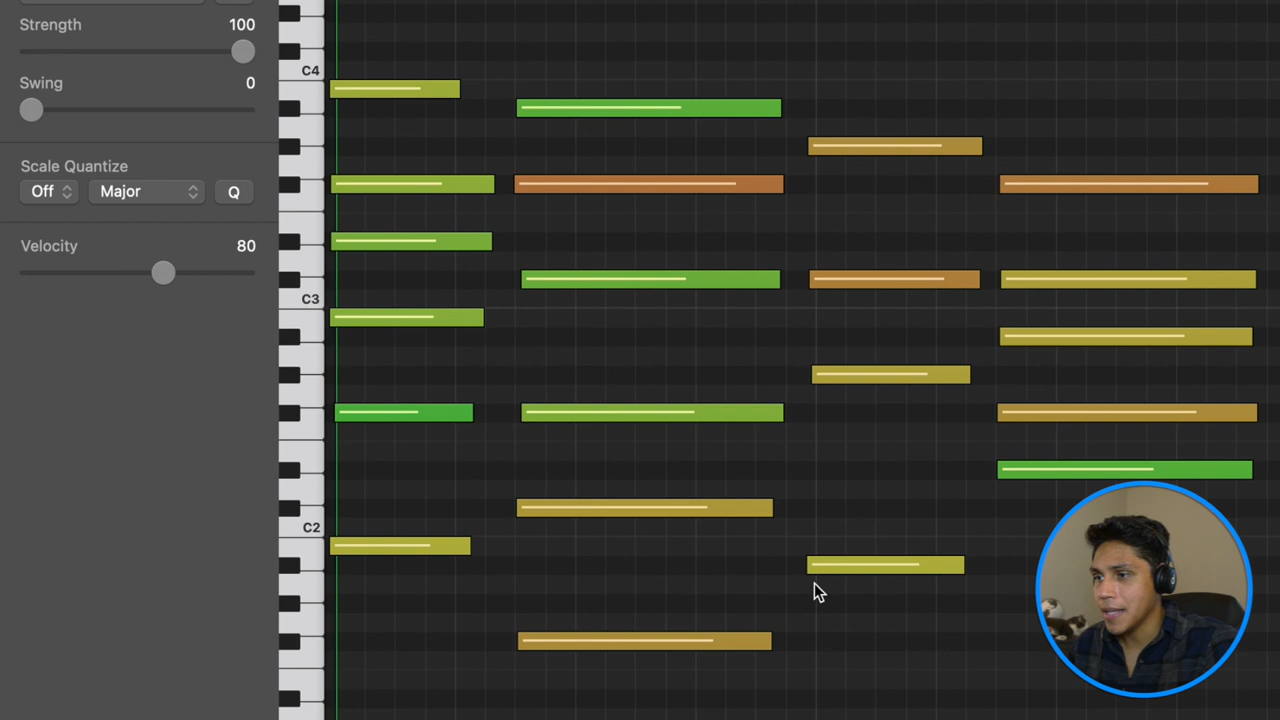 Strength 100
Swing 0
Scale Quantize
Off Major Q
Velocity 80
C4
C3
C2